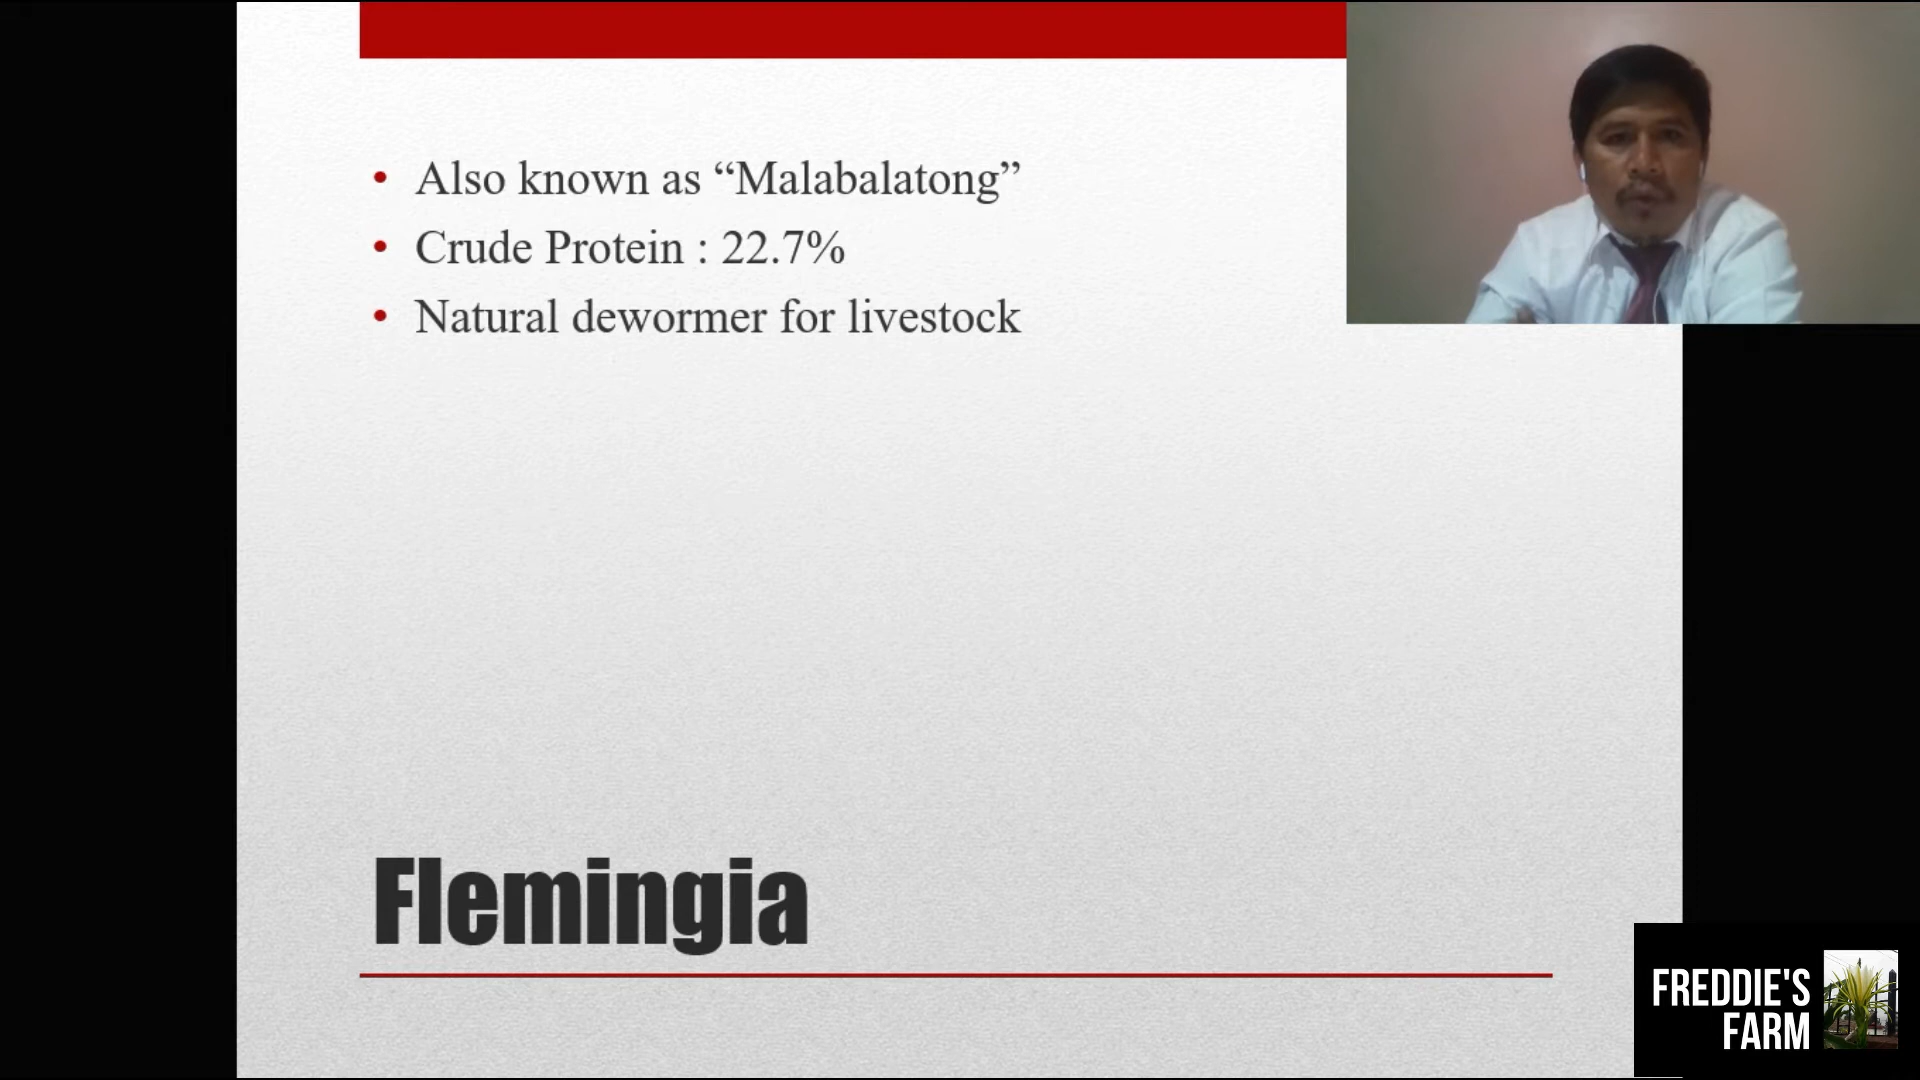 • Also known as “Malabalatong”
• Crude Protein : 22.7%
• Natural dewormer for livestock
Flemingia
FREDDIE'S
FARM